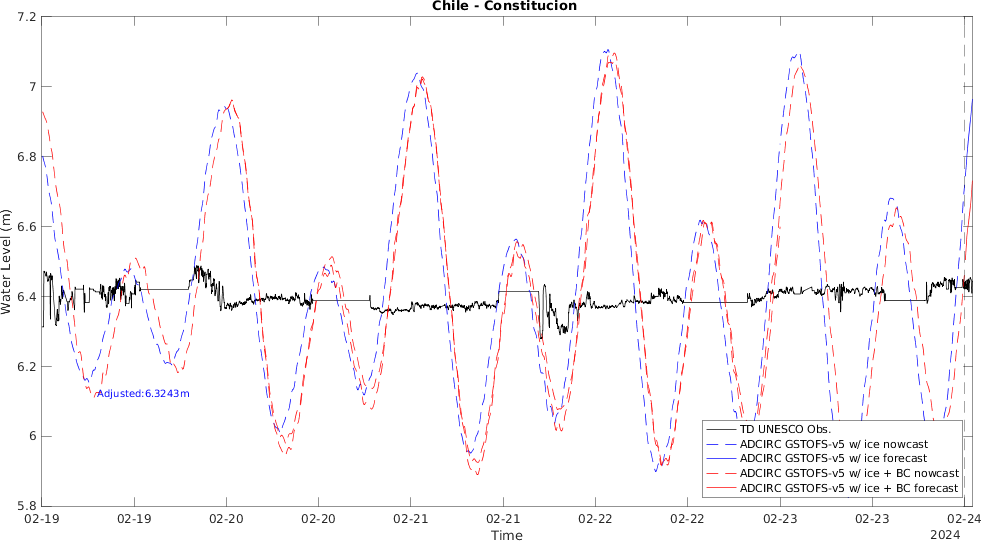 Chile - Constitucion
7.2
7
6.8
6.6
6.4
6.2
6
5.8
Water Level (m)
Adjusted:6.3243m
TD UNESCO Obs.
ADCIRC GSTOFS-v5 w/ ice nowcast
ADCIRC GSTOFS-v5 w/ ice forecast
ADCIRC GSTOFS-v5 w/ ice + BC nowcast
ADCIRC GSTOFS-v5 w/ ice + BC forecast
02-19 02-19 02-20 02-20 02-21 02-21 02-22 02-22 02-23 02-23 02-24
Time
2024